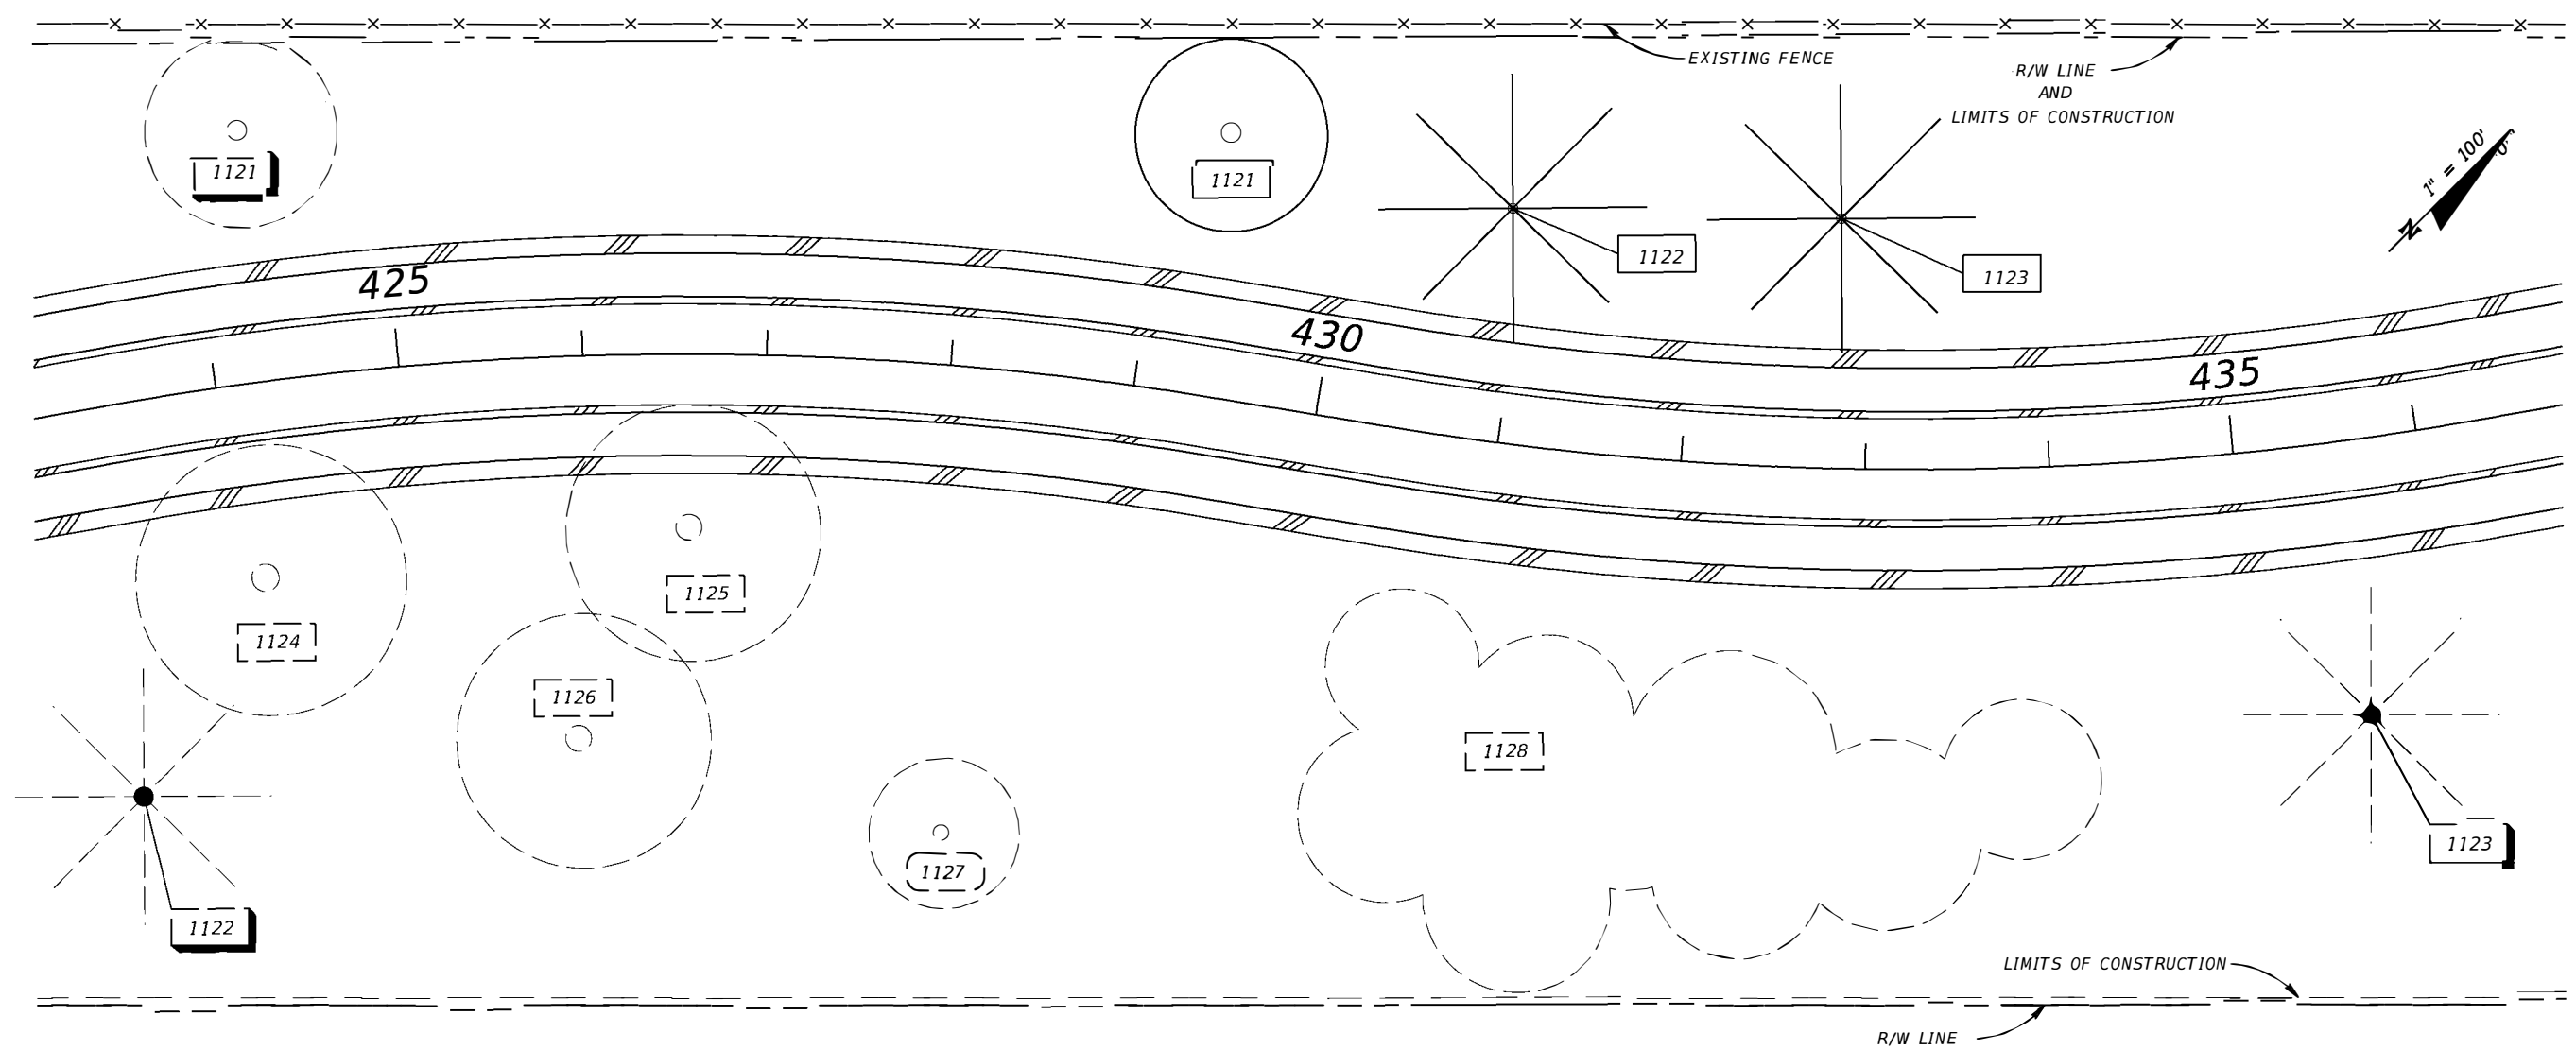 EXISTING FENCE
R/W LINE
AND
LIMITS OF CONSTRUCTION
1" = 100'
N
1121
1121
1122
1123
425
430
435
1125
1124
1126
1128
1127
1123
1122
LIMITS OF CONSTRUCTION
R/W LINE